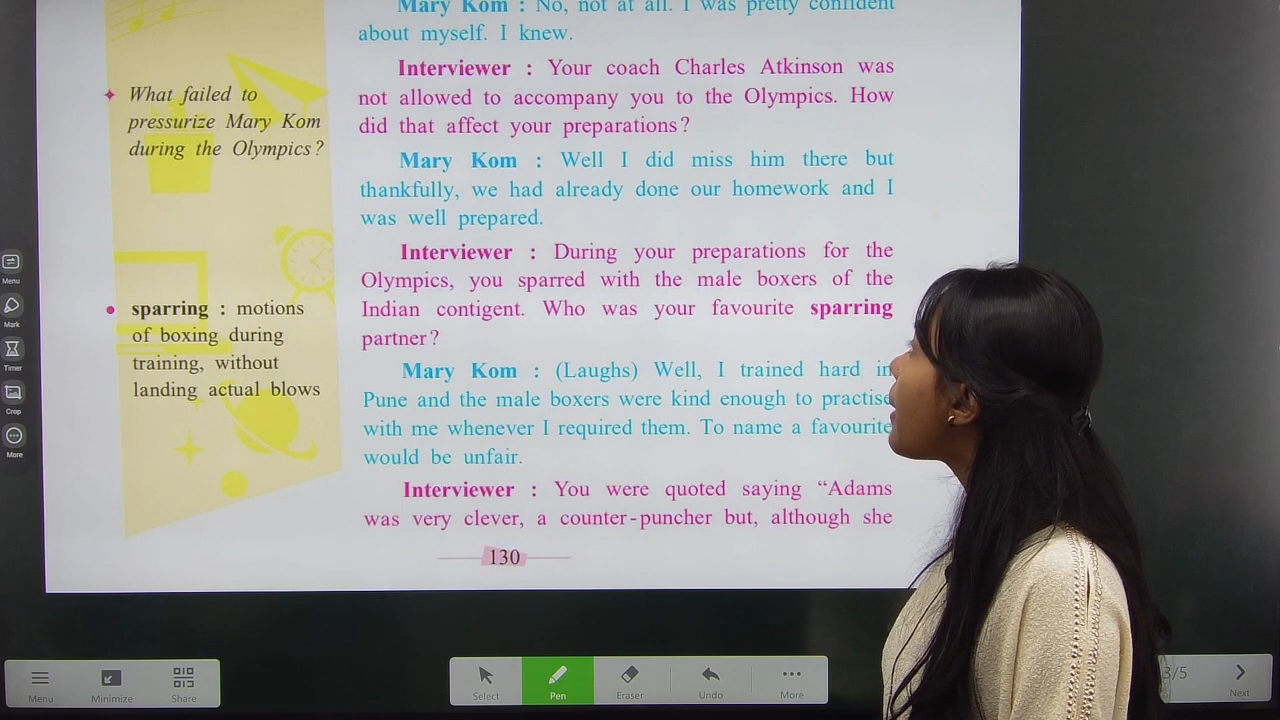 Mary Kom : No, not at all. I was pretty confident
about myself. I knew.
Interviewer : Your coach Charles Atkinson was
not allowed to accompany you to the Olympics. How
did that affect your preparations?
Mary Kom : Well I did miss him there but
thankfully, we had already done our homework and I
was well prepared.
Interviewer : During your preparations for the
Olympics, you sparred with the male boxers of the
Indian contigent. Who was your favourite sparring
partner?
Mary Kom : (Laughs) Well, I trained hard in
Pune and the male boxers were kind enough to practise
with me whenever I required them. To name a favourite
would be unfair.
Interviewer : You were quoted saying “Adams
was very clever, a counter-puncher but, although she
130
What failed to
pressurize Mary Kom
during the Olympics?
sparring : motions
of boxing during
training, without
landing actual blows
Menu
Mark
Timer
Crop
More
Menu
Minimize
Share
Select
Pen
Eraser
Undo
More
3/5
Next